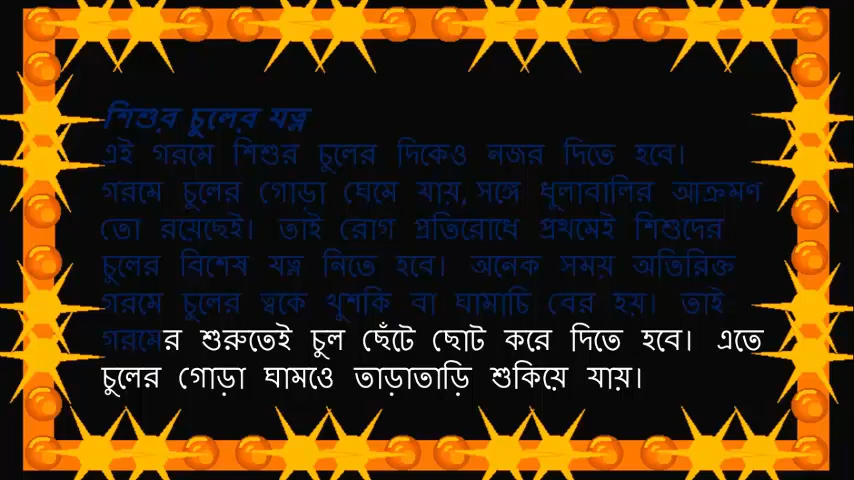 শিশুর চুলের যত্ন
এই গরমে শিশুর চুলের দিকেও নজর দিতে হবে।
গরমে চুলের গোড়া ঘেমে যায়, সঙ্গে ধূলাবালির আক্রমণ
তো রয়েছেই। তাই রোগ প্রতিরোধে প্রথমেই শিশুদের
চুলের বিশেষ যত্ন নিতে হবে। অনেক সময় অতিরিক্ত
গরমে চুলের ত্বকে খুশকি বা ঘামাচি বের হয়। তাই
গরমের শুরুতেই চুল ছেঁটে ছোট করে দিতে হবে। এতে
চুলের গোড়া ঘামওে তাড়াতাড়ি শুকিয়ে যায়।